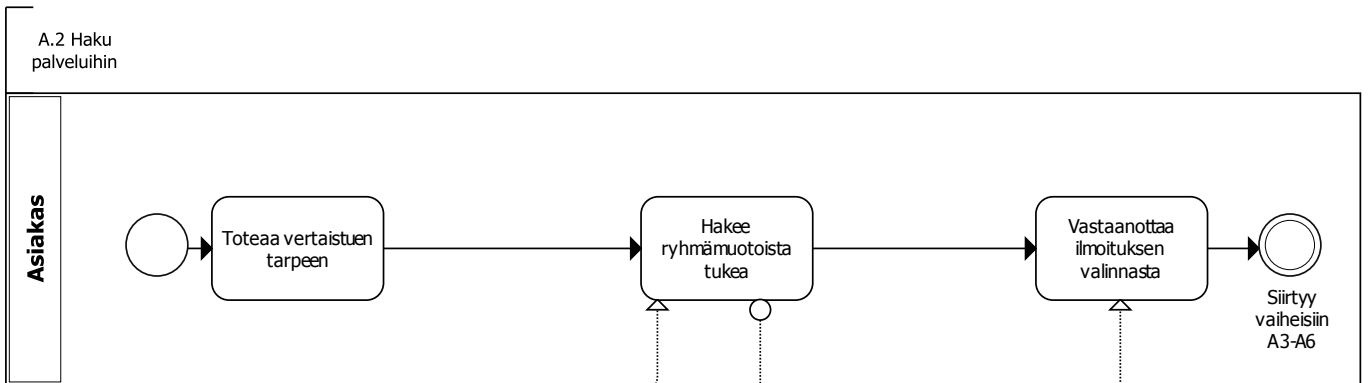 A.2 Haku
palveluihin
Asiakas
Toteaa vertaistuen
tarpeen
Hakee
ryhmämuotoista
tukea
Vastaanottaa
ilmoituksen
valinnasta
Siirtyy
vaiheisiin
A3-A6